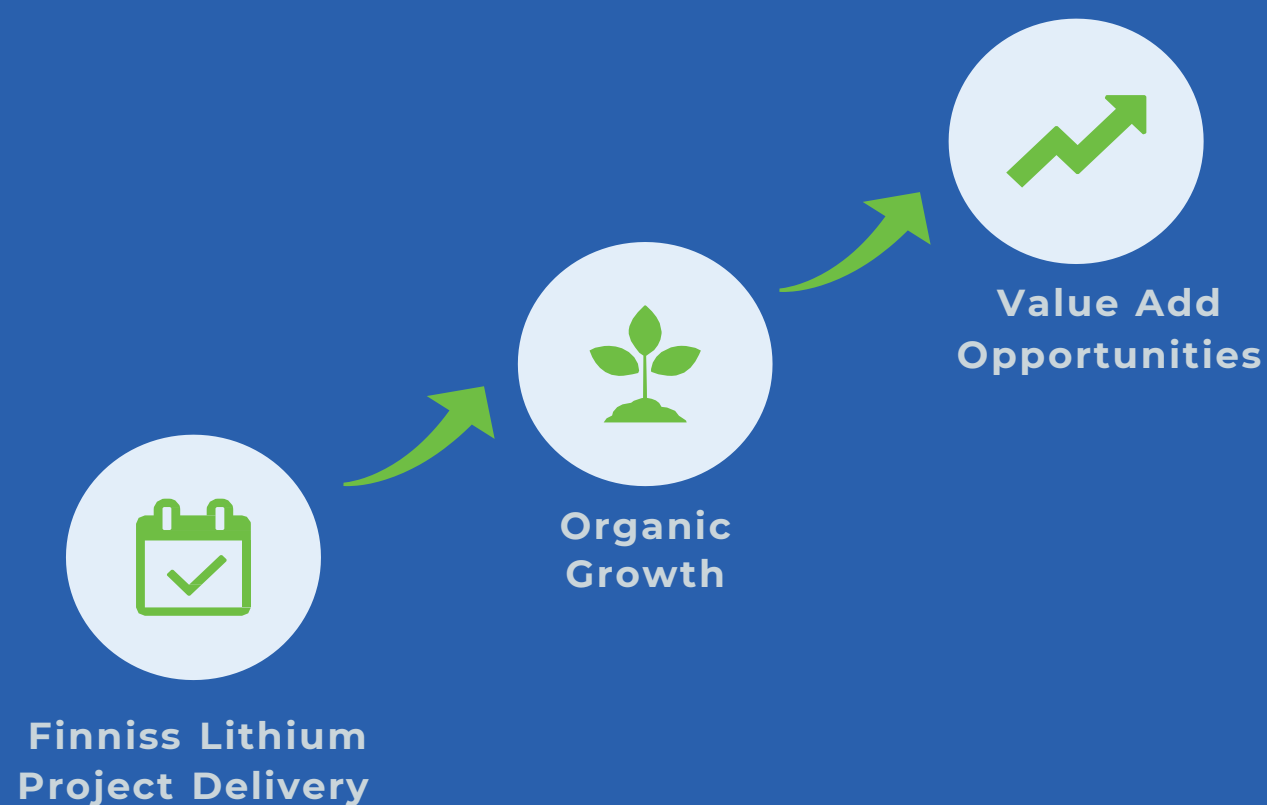 Value Add
Opportunities
Organic
Growth
Finniss Lithium
Project Delivery